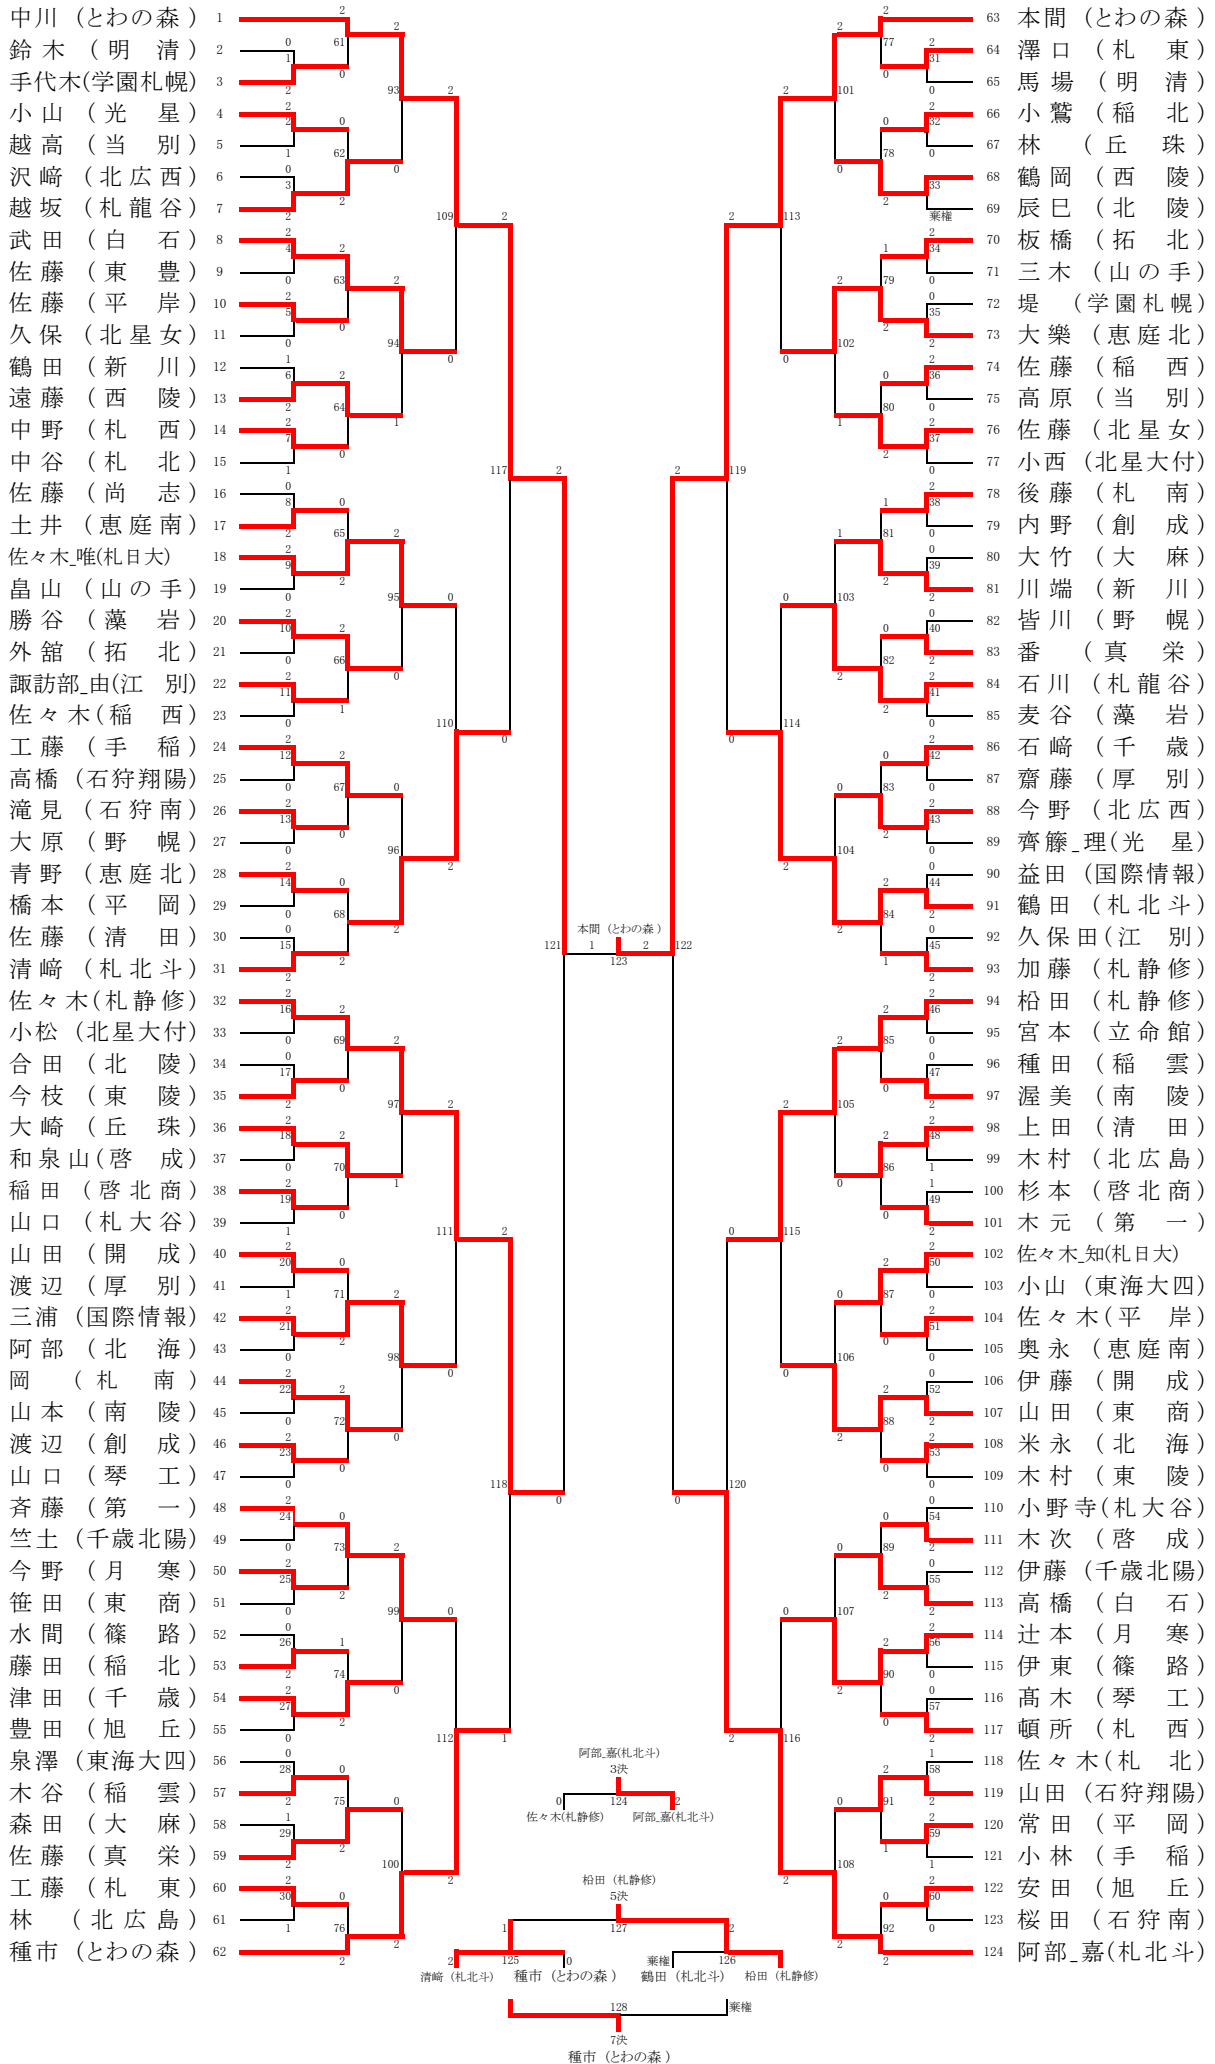 中川 (とわの森) 1
鈴木 (明 清) 2
手代木(学園札幌) 3
小山 (光 星) 4
越高 (当 別) 5
沢﨑 (北広西) 6
越坂 (札龍谷) 7
武田 (白 石) 8
佐藤 (東 豊) 9
佐藤 (平 岸) 10
久保 (北星女) 11
鶴田 (新 川) 12
遠藤 (西 陵) 13
中野 (札 西) 14
中谷 (札 北) 15
佐藤 (尚 志) 16
土井 (恵庭南) 17
佐々木_唯(札日大) 18
畠山 (山の手) 19
勝谷 (藻 岩) 20
外舘 (拓 北) 21
諏訪部_由(江 別) 22
佐々木(稲 西) 23
工藤 (手 稲) 24
高橋 (石狩翔陽) 25
滝見 (石狩南) 26
大原 (野 幌) 27
青野 (恵庭北) 28
橋本 (平 岡) 29
佐藤 (清 田) 30
清﨑 (札北斗) 31
佐々木(札静修) 32
小松 (北星大付) 33
合田 (北 陵) 34
今枝 (東 陵) 35
大崎 (丘 珠) 36
和泉山(啓 成) 37
稲田 (啓北商) 38
山口 (札大谷) 39
山田 (開 成) 40
渡辺 (厚 別) 41
三浦 (国際情報) 42
阿部 (北 海) 43
岡 (札 南) 44
山本 (南 陵) 45
渡辺 (創 成) 46
山口 (琴 工) 47
斉藤 (第 一) 48
竺土 (千歳北陽) 49
今野 (月 寒) 50
笹田 (東 商) 51
水間 (篠 路) 52
藤田 (稲 北) 53
津田 (千 歳) 54
豊田 (旭 丘) 55
泉澤 (東海大四) 56
木谷 (稲 雲) 57
森田 (大 麻) 58
佐藤 (真 栄) 59
工藤 (札 東) 60
林 (北広島) 61
種市 (とわの森) 62
63 本間 (とわの森)
64 澤口 (札 東)
65 馬場 (明 清)
66 小鷲 (稲 北)
67 林 (丘 珠)
68 鶴岡 (西 陵)
棄権
69 辰巳 (北 陵)
70 板橋 (拓 北)
71 三木 (山の手)
72 堤 (学園札幌)
73 大樂 (恵庭北)
74 佐藤 (稲 西)
75 高原 (当 別)
76 佐藤 (北星女)
77 小西 (北星大付)
78 後藤 (札 南)
79 内野 (創 成)
80 大竹 (大 麻)
81 川端 (新 川)
82 皆川 (野 幌)
83 番 (真 栄)
84 石川 (札龍谷)
85 麦谷 (藻 岩)
86 石﨑 (千 歳)
87 齋藤 (厚 別)
88 今野 (北広西)
89 齊籐_理(光 星)
90 益田 (国際情報)
91 鶴田 (札北斗)
92 久保田(江 別)
93 加藤 (札静修)
94 柗田 (札静修)
95 宮本 (立命館)
96 種田 (稲 雲)
97 渥美 (南 陵)
98 上田 (清 田)
99 木村 (北広島)
100 杉本 (啓北商)
101 木元 (第 一)
102 佐々木_知(札日大)
103 小山 (東海大四)
104 佐々木(平 岸)
105 奥永 (恵庭南)
106 伊藤 (開 成)
107 山田 (東 商)
108 米永 (北 海)
109 木村 (東 陵)
110 小野寺(札大谷)
111 木次 (啓 成)
112 伊藤 (千歳北陽)
113 高橋 (白 石)
114 辻本 (月 寒)
115 伊東 (篠 路)
116 髙木 (琴 工)
117 頓所 (札 西)
118 佐々木(札 北)
119 山田 (石狩翔陽)
120 常田 (平 岡)
121 小林 (手 稲)
122 安田 (旭 丘)
123 桜田 (石狩南)
124 阿部_嘉(札北斗)
本間 (とわの森)
121 1 2 122
123
阿部_嘉(札北斗)
3決
0 124 2
佐々木(札静修) 阿部_嘉(札北斗)
柗田 (札静修)
5決
1 127 2
2 125 0 棄権 126
清﨑 (札北斗) 種市 (とわの森) 鶴田 (札北斗) 柗田 (札静修)
128 棄権
7決
種市 (とわの森)